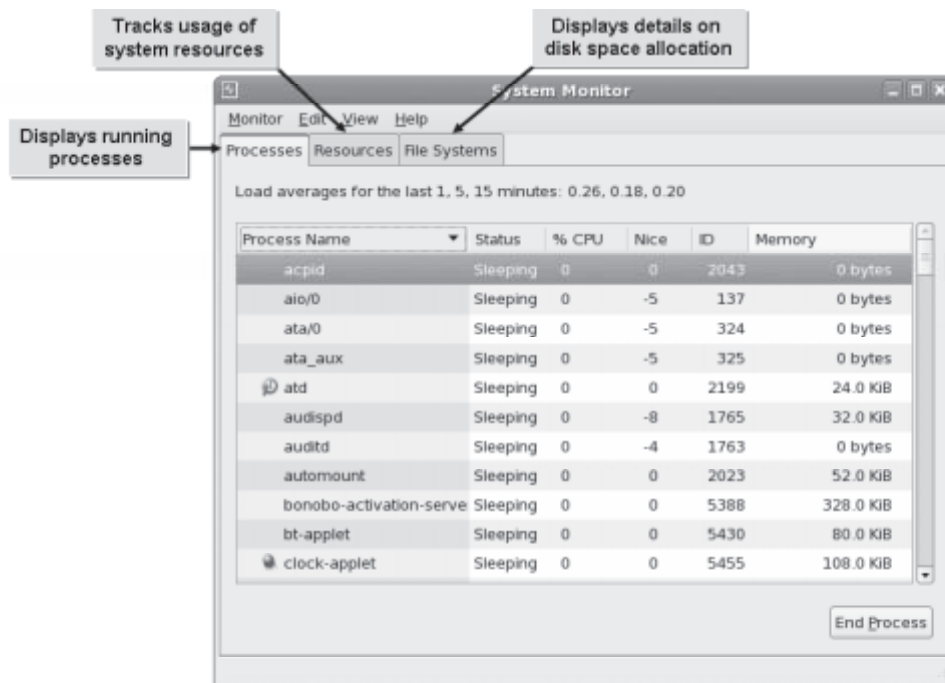 Tracks usage of
system resources
Displays details on
disk space allocation
Displays running
processes
System Monitor
Monitor Edit View Help
Processes Resources File Systems
Load averages for the last 1, 5, 15 minutes: 0.26, 0.18, 0.20
Process Name Status % CPU Nice ID Memory
acpid Sleeping 0 0 2043 0 bytes
aio/0 Sleeping 0 -5 137 0 bytes
ata/0 Sleeping 0 -5 324 0 bytes
ata_aux Sleeping 0 -5 325 0 bytes
atd Sleeping 0 0 2199 24.0 KiB
audispd Sleeping 0 -8 1765 32.0 KiB
auditd Sleeping 0 -4 1763 0 bytes
automount Sleeping 0 0 2023 52.0 KiB
bonobo-activation-serve Sleeping 0 0 5388 328.0 KiB
bt-applet Sleeping 0 0 5430 80.0 KiB
clock-applet Sleeping 0 0 5455 108.0 KiB
End Process